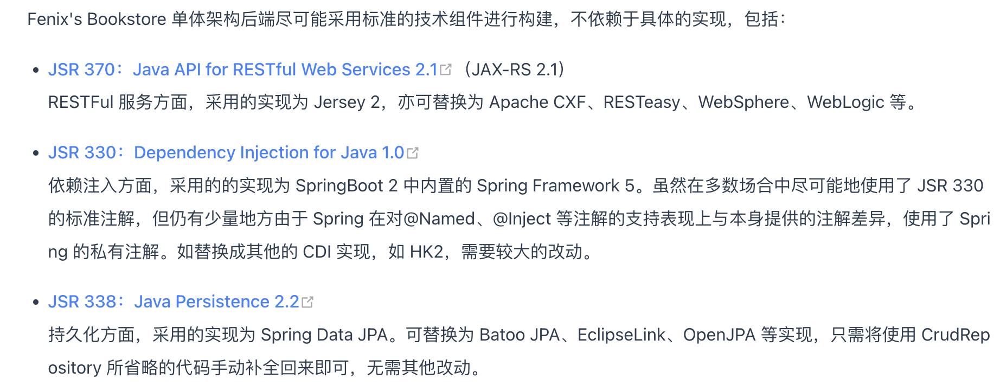 Fenix's Bookstore 单体架构后端尽可能采用标准的技术组件进行构建，不依赖于具体的实现，包括：
• JSR 370：Java API for RESTful Web Services 2.1（JAX-RS 2.1）
RESTFul 服务方面，采用的实现为 Jersey 2，亦可替换为 Apache CXF、RESTeasy、WebSphere、WebLogic 等。
• JSR 330：Dependency Injection for Java 1.0
依赖注入方面，采用的的实现为 SpringBoot 2 中内置的 Spring Framework 5。虽然在多数场合中尽可能地使用了 JSR 330
的标准注解，但仍有少量地方由于 Spring 在对@Named、@Inject 等注解的支持表现上与本身提供的注解差异，使用了 Spri
ng 的私有注解。如替换成其他的 CDI 实现，如 HK2，需要较大的改动。
• JSR 338：Java Persistence 2.2
持久化方面，采用的实现为 Spring Data JPA。可替换为 Batoo JPA、EclipseLink、OpenJPA 等实现，只需将使用 CrudRep
ository 所省略的代码手动补全回来即可，无需其他改动。